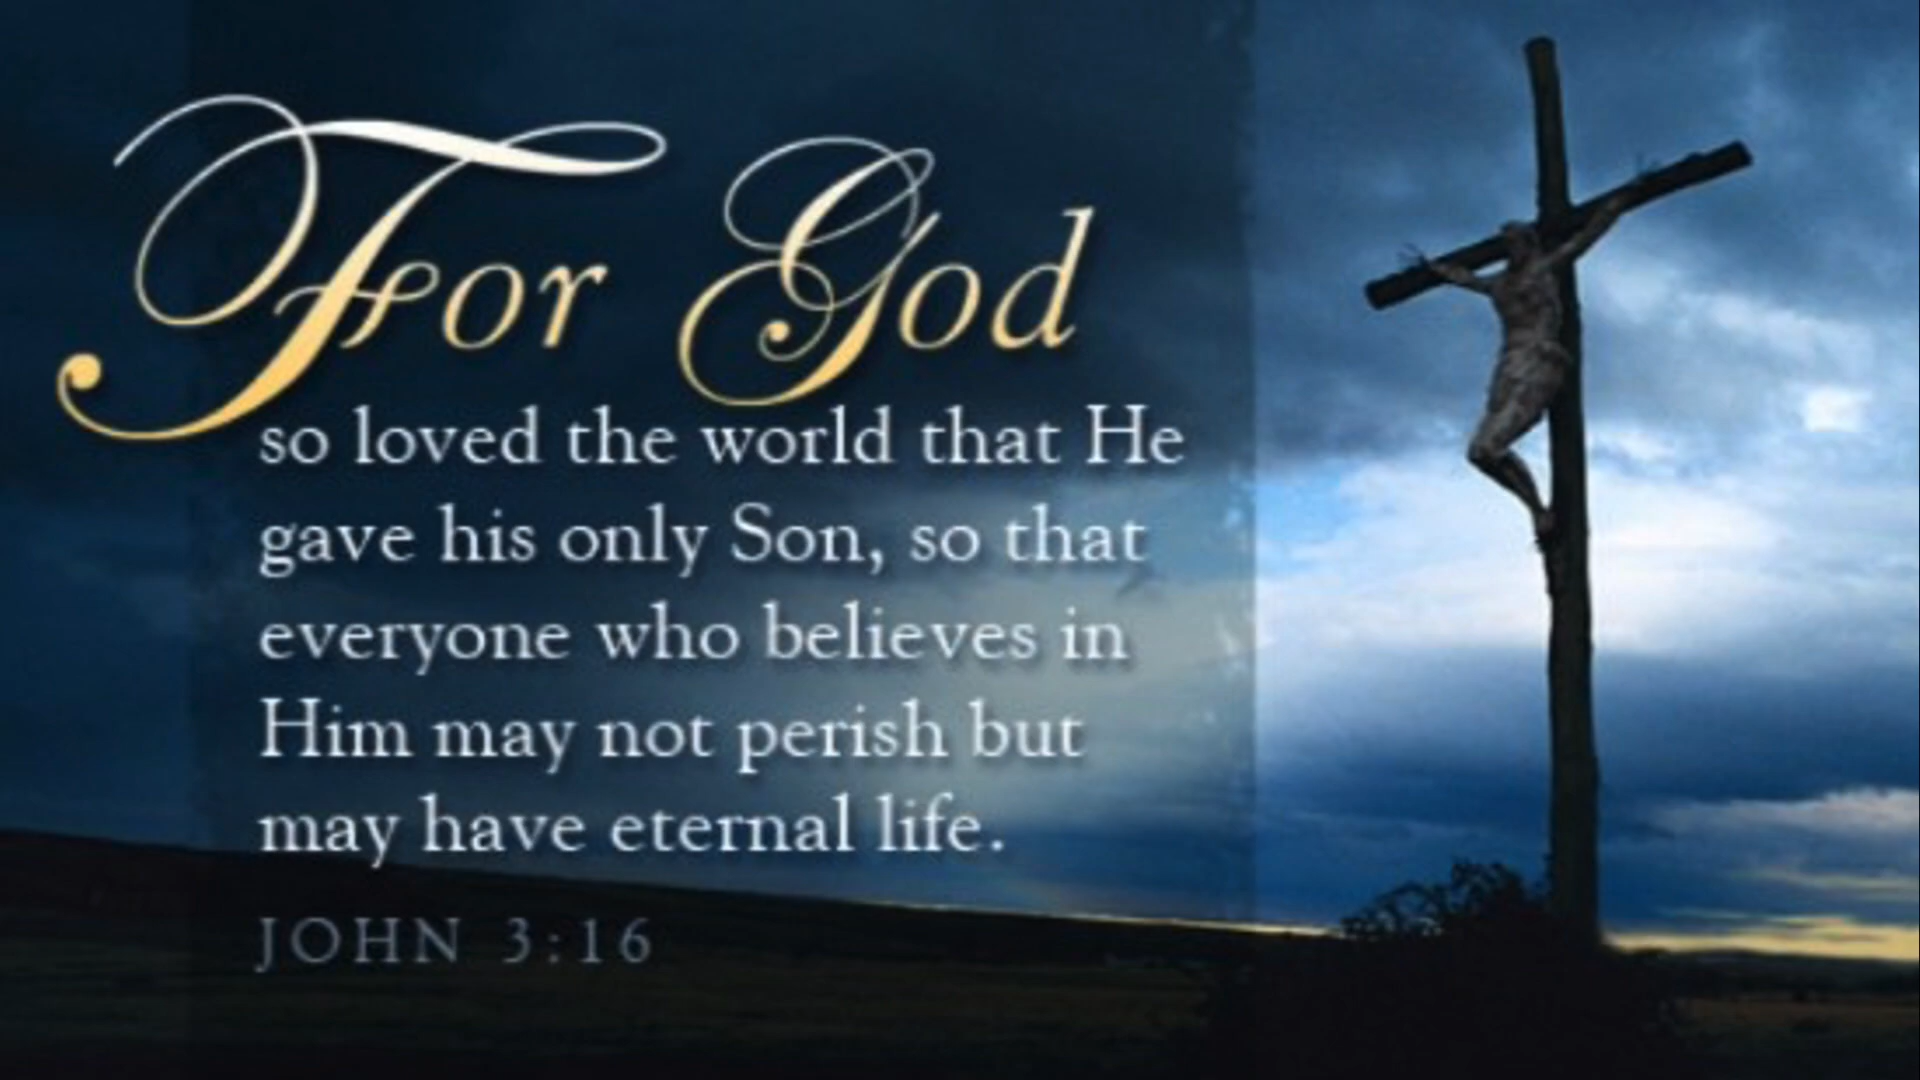 For God
so loved the world that He
gave his only Son, so that
everyone who believes in
Him may not perish but
may have eternal life.
JOHN 3:16